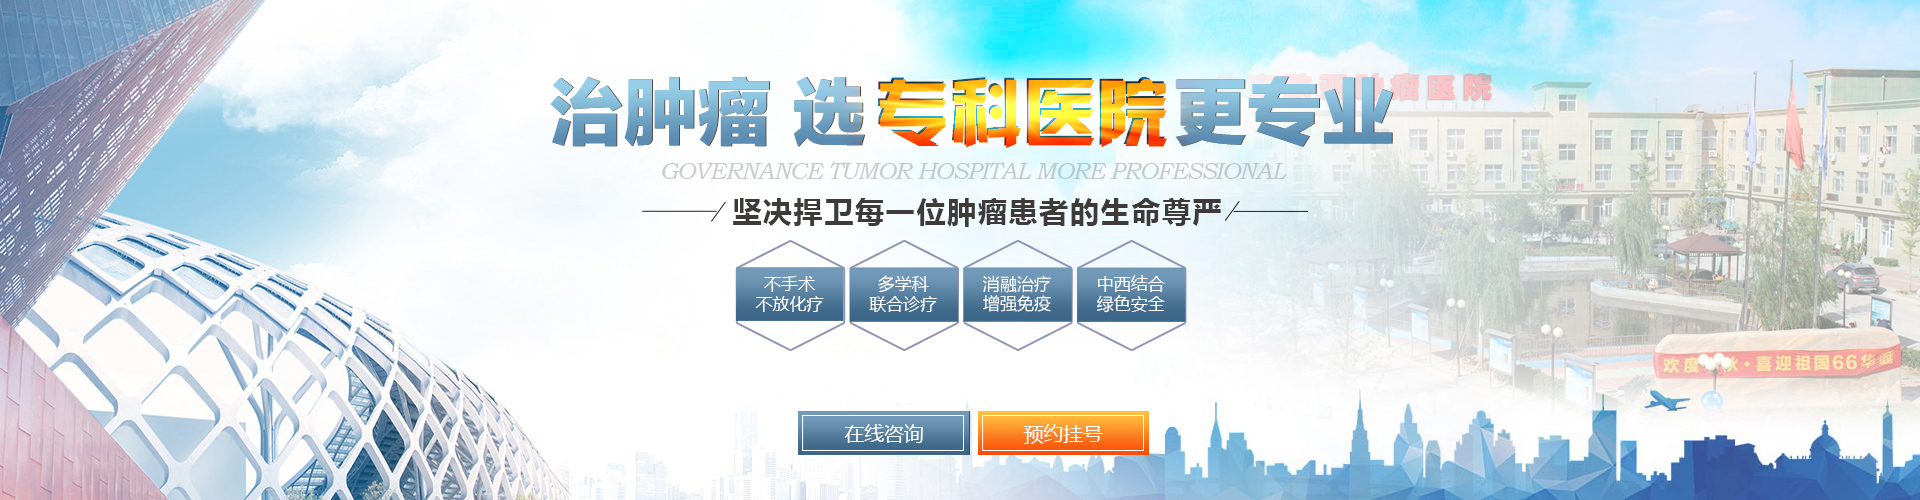 治肿瘤 选专科医院更专业
GOVERNANCE TUMOR HOSPITAL MORE PROFESSIONAL
坚决捍卫每一位肿瘤患者的生命尊严
不手术
不放化疗
多学科
联合诊疗
消融治疗
增强免疫
中西结合
绿色安全
在线咨询
预约挂号
瘤医院
欢度 秋·喜迎祖国66华